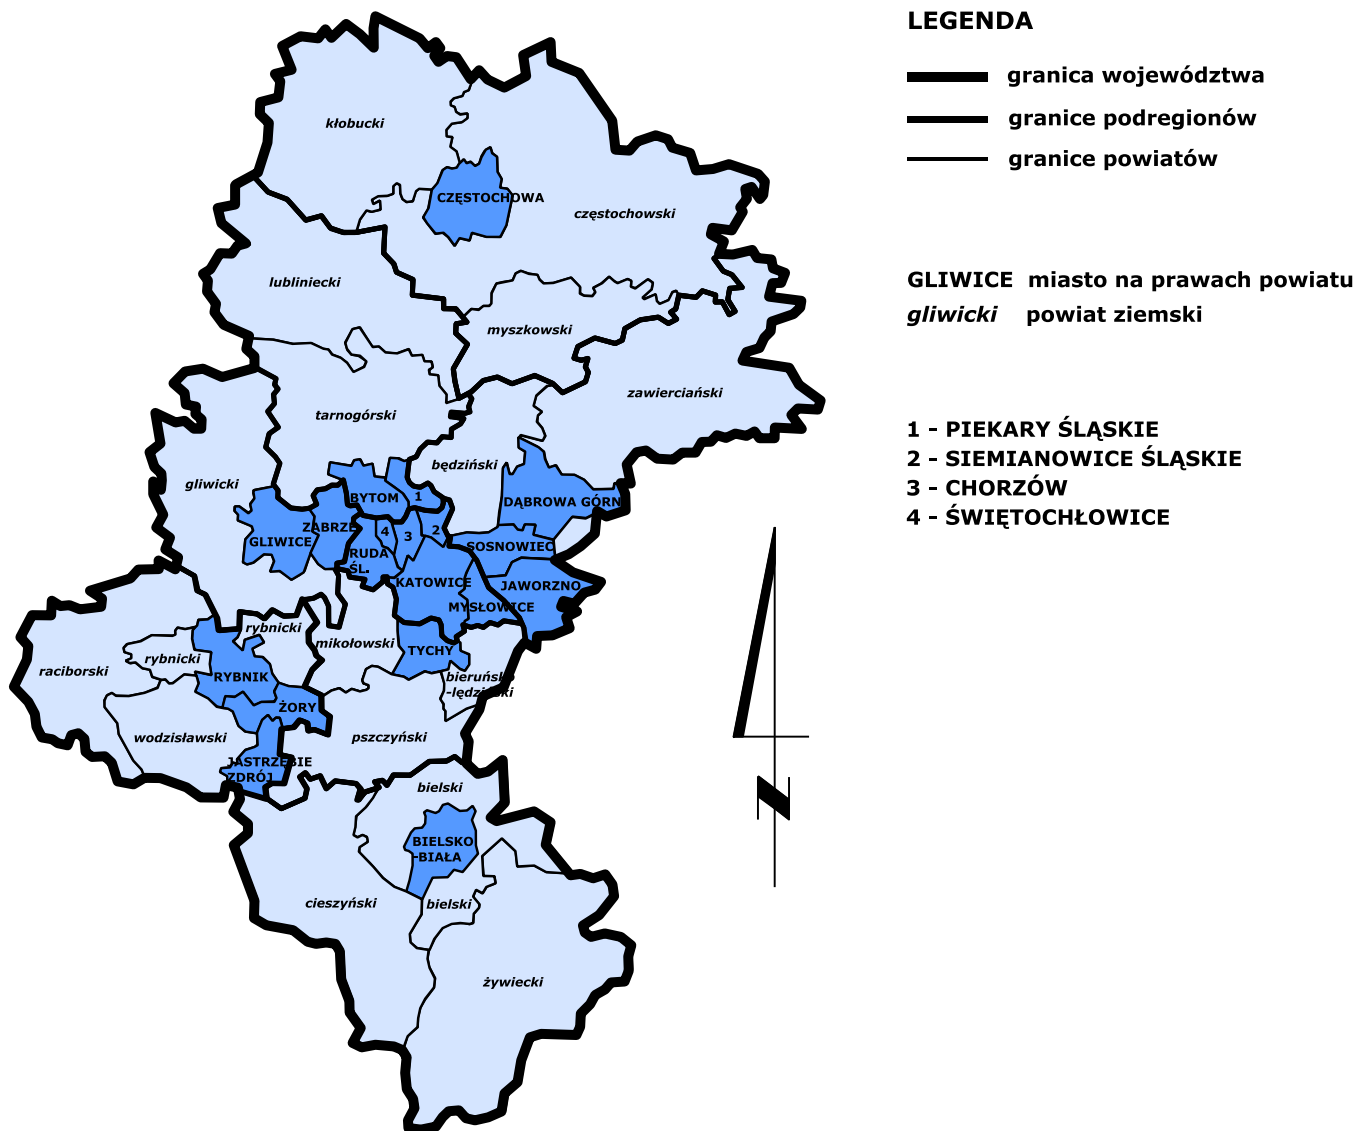 LEGENDA
granica województwa
granice podregionów
granice powiatów
GLIWICE miasto na prawach powiatu
gliwicki powiat ziemski
1 - PIEKARY ŚLĄSKIE
2 - SIEMIANOWICE ŚLĄSKIE
3 - CHORZÓW
4 - ŚWIĘTOCHŁOWICE
kłobucki
CZĘSTOCHOWA
częstochowski
lubliniecki
myszkowski
zawierciański
tarnogórski
będziński
gliwicki
BYTOM
1
DĄBROWA GÓRN
ZABRZE
GLIWICE
4
3
2
RUDA
ŚL.
SOSNOWIEC
KATOWICE
JAWORZNO
MYSŁOWICE
rybnicki
mikołowski
TYCHY
rybnicki
raciborski
RYBNIK
bieruńsko
-lędziński
ŻORY
wodzisławski
pszczyński
JASTRZĘBIE
ZDRÓJ
bielski
BIELSKO
-BIAŁA
cieszyński
bielski
żywiecki
N